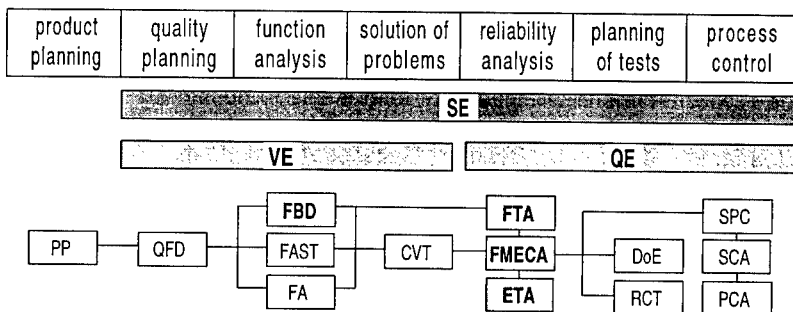 product quality function solution of reliability planning process
planning planning analysis problems analysis of tests control
SE
VE QE
FBD FTA SPC
PP QFD FAST CVT FMECA DoE SCA
FA ETA RCT PCA